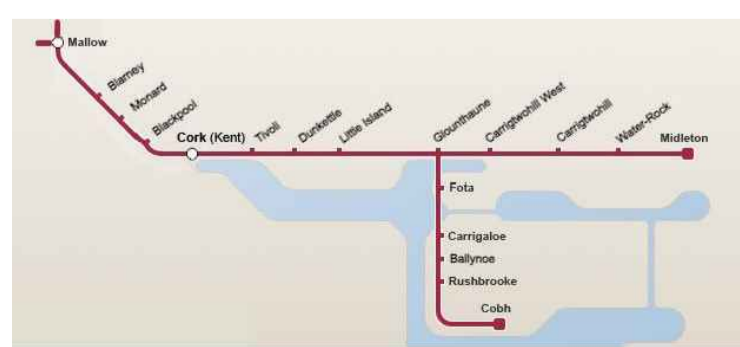 Mallow
Blarney
Monard
Blackpool
Cork (Kent)
Tivoli
Dunkettle
Little Island
Glounthaune
Carrigtwohill West
Carrigtwohill
Water-Rock
Midleton
Fota
Carrigaloe
Ballynoe
Rushbrooke
Cobh